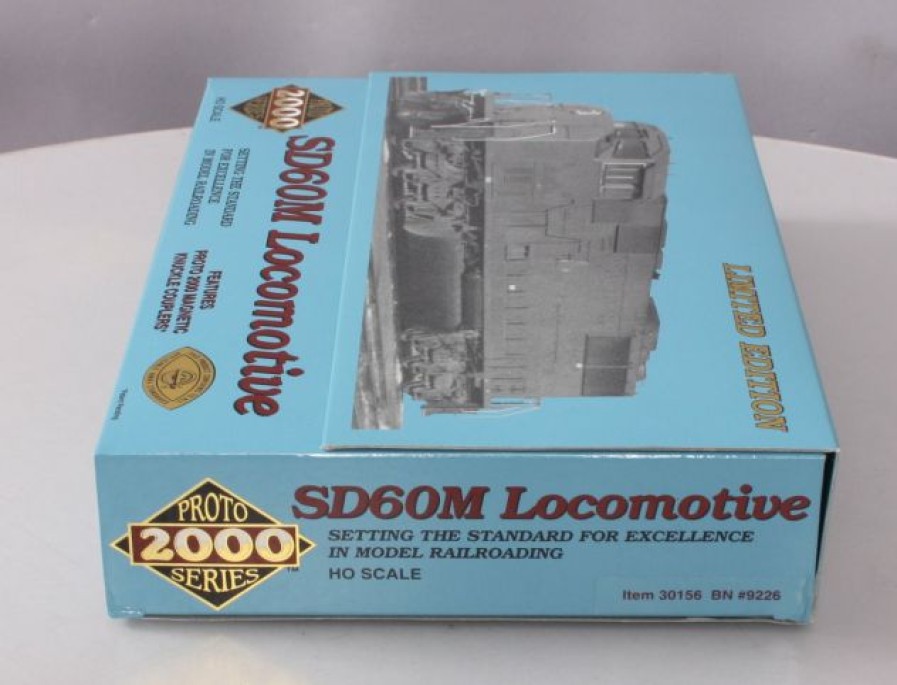 PROTO
2000
SERIES
™
SD60M Locomotive
SETTING THE STANDARD FOR EXCELLENCE
IN MODEL RAILROADING
HO SCALE
Item 30156 BN #9226
LIMITED EDITION
2000
HO SCALE
SD60M Locomotive
SETTING THE STANDARD
FOR EXCELLENCE
IN MODEL RAILROADING
FEATURES
PROTO 2000 MAGNETIC
KNUCKLE COUPLERS*